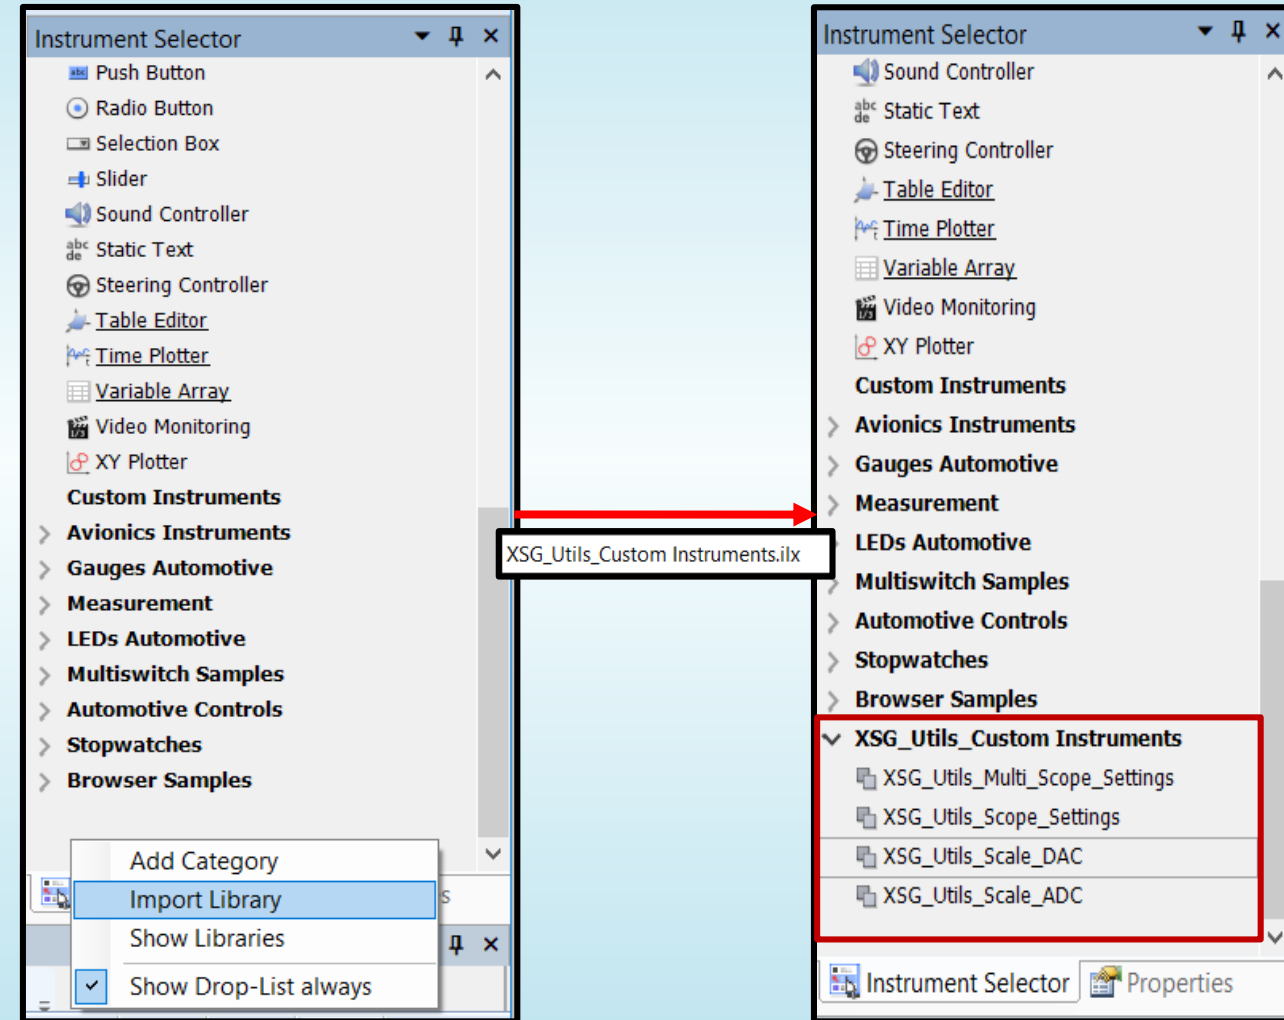 Instrument Selector
Push Button
Radio Button
Selection Box
Slider
Sound Controller
abc
de Static Text
Steering Controller
Table Editor
Time Plotter
Variable Array
Video Monitoring
XY Plotter
Custom Instruments
Avionics Instruments
Gauges Automotive
Measurement
LEDs Automotive
Multiswitch Samples
Automotive Controls
Stopwatches
Browser Samples
Add Category
Import Library
s
Show Libraries
Show Drop-List always
XSG_Utils_Custom Instruments.ilx
Instrument Selector
Sound Controller
abc
de Static Text
Steering Controller
Table Editor
Time Plotter
Variable Array
Video Monitoring
XY Plotter
Custom Instruments
Avionics Instruments
Gauges Automotive
Measurement
LEDs Automotive
Multiswitch Samples
Automotive Controls
Stopwatches
Browser Samples
XSG_Utils_Custom Instruments
XSG_Utils_Multi_Scope_Settings
XSG_Utils_Scope_Settings
XSG_Utils_Scale_DAC
XSG_Utils_Scale_ADC
Instrument Selector Properties